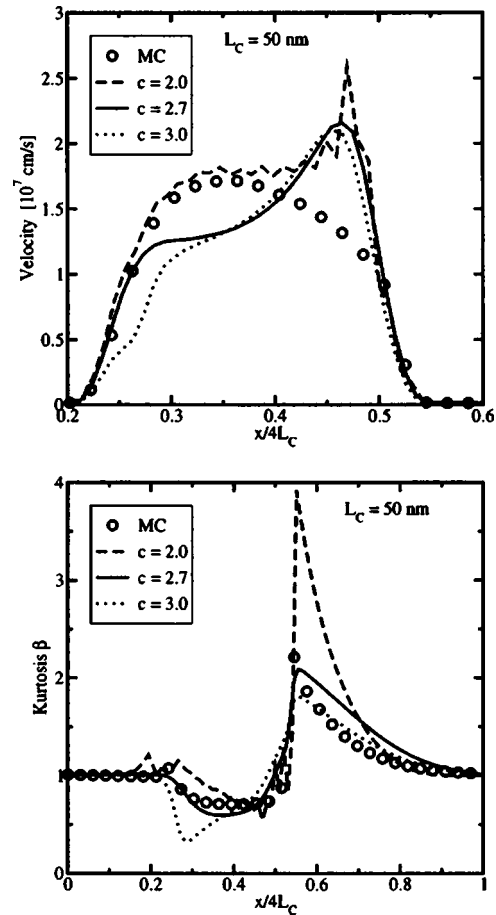 L_C = 50 nm
MC
c = 2.0
c = 2.7
c = 3.0
Velocity [10^7 cm/s]
3
2.5
2
1.5
1
0.5
0
0.2 0.3 0.4 0.5 0.6
x/4L_C
L_C = 50 nm
MC
c = 2.0
c = 2.7
c = 3.0
Kurtosis β
4
3
2
1
0
0 0.2 0.4 0.6 0.8 1
x/4L_C